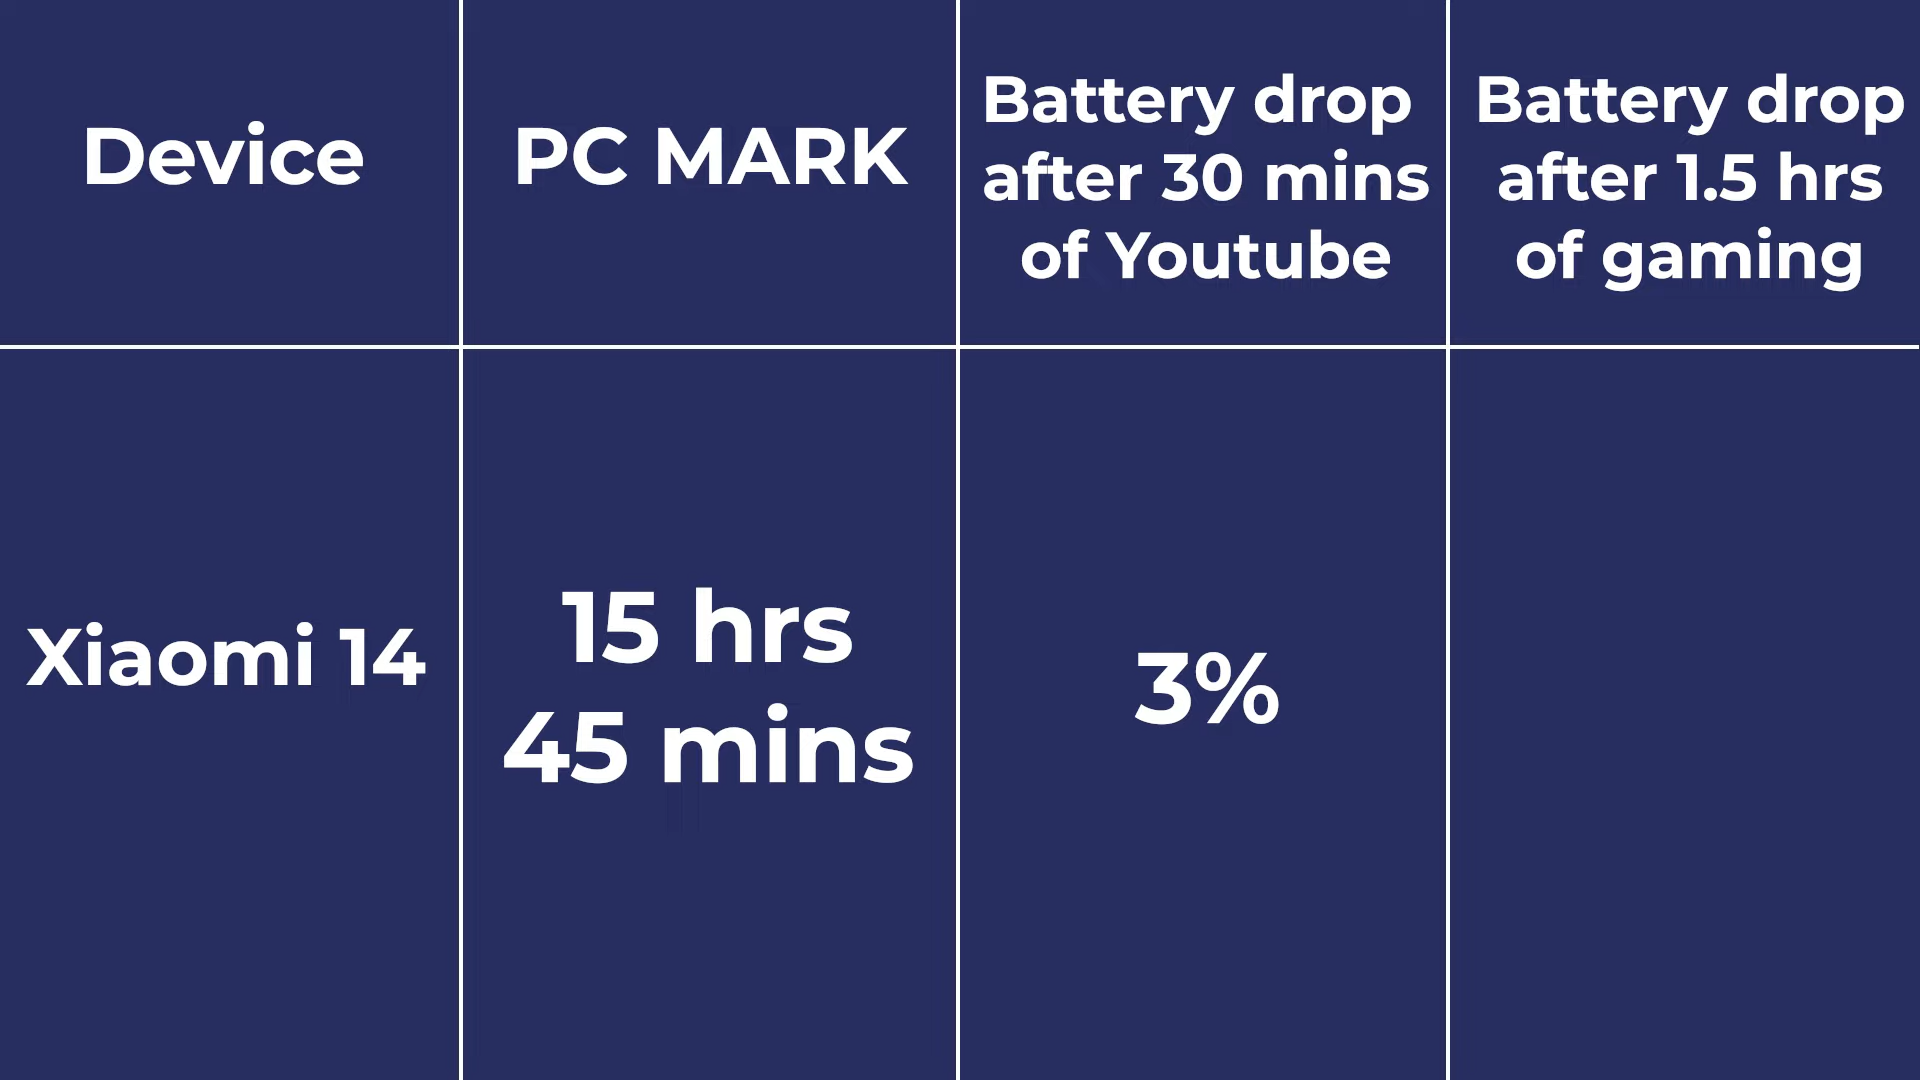 Device
PC MARK
Battery drop
after 30 mins
of Youtube
Battery drop
after 1.5 hrs
of gaming
Xiaomi 14
15 hrs
45 mins
3%